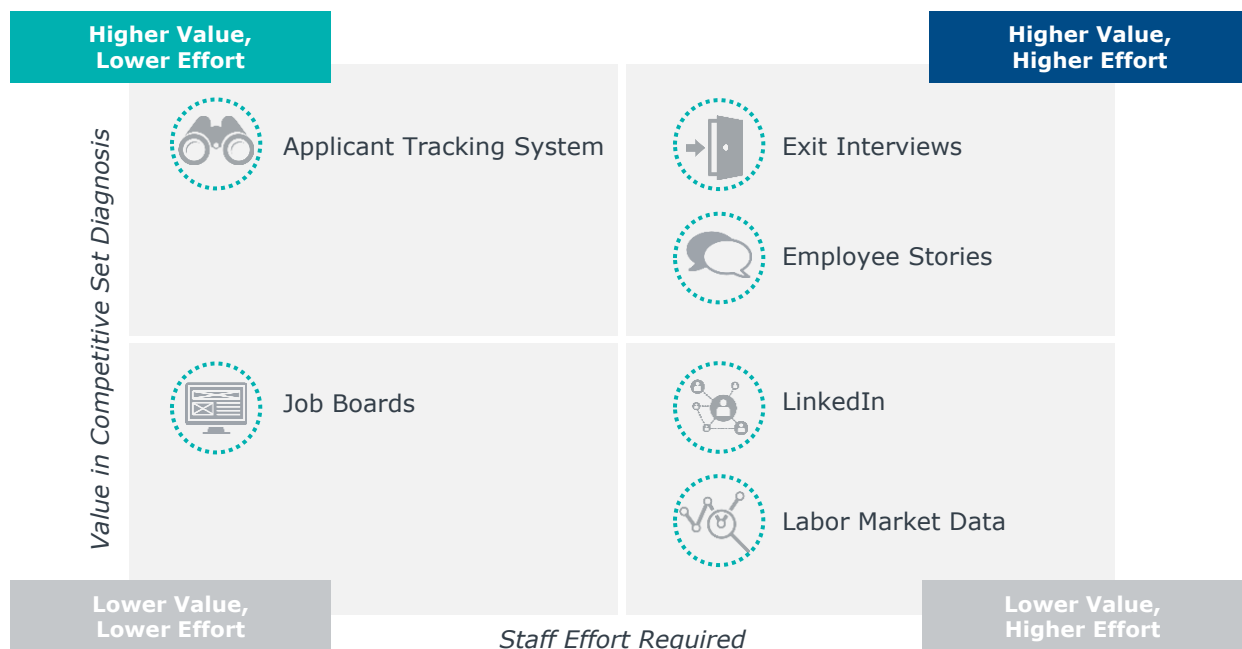 Higher Value,
Lower Effort
Higher Value,
Higher Effort
Value in Competitive Set Diagnosis
Applicant Tracking System
Exit Interviews
Employee Stories
Job Boards
LinkedIn
Labor Market Data
Lower Value,
Lower Effort
Lower Value,
Higher Effort
Staff Effort Required